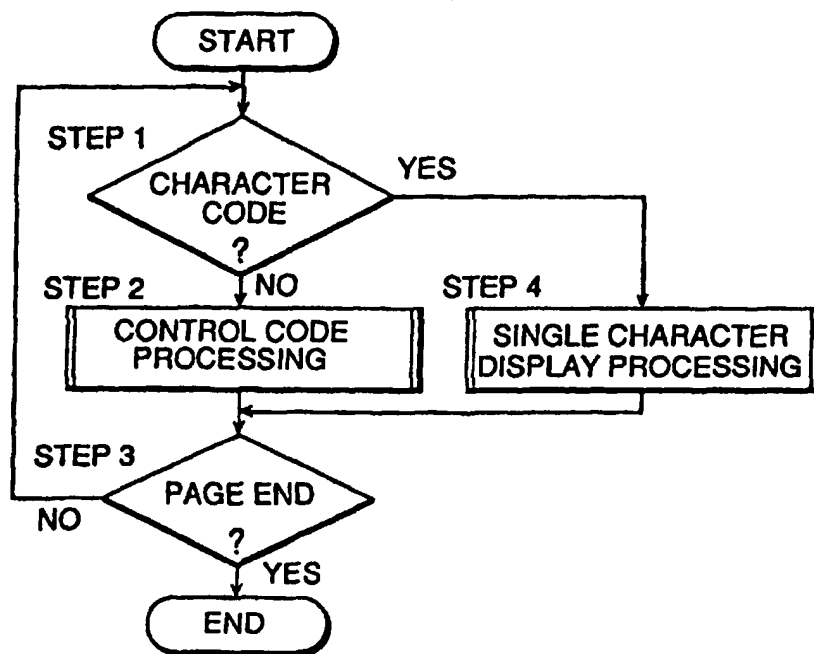 START
STEP 1
YES
CHARACTER
CODE
?
STEP 2
NO
STEP 4
CONTROL CODE
PROCESSING
SINGLE CHARACTER
DISPLAY PROCESSING
STEP 3
PAGE END
NO
?
YES
END